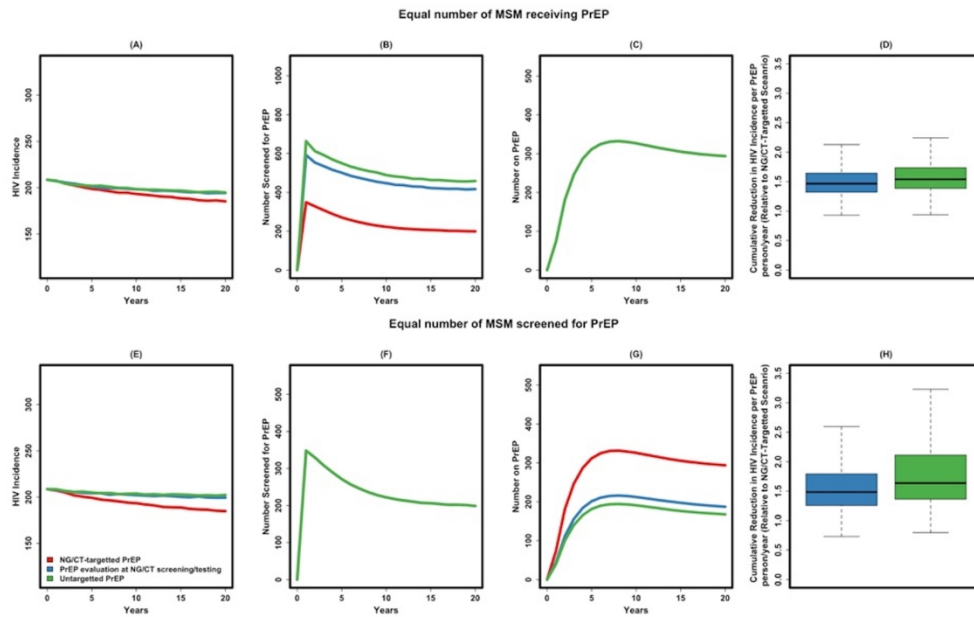 Equal number of MSM receiving PrEP
(A)
HIV Incidence
300
250
200
150
0 5 10 15 20
Years
(B)
Number Screened for PrEP
1000
800
600
400
200
0
0 5 10 15 20
Years
(C)
Number on PrEP
500
400
300
200
100
0
0 5 10 15 20
Years
(D)
Cumulative Reduction in HIV Incidence per PrEP
person/year (Relative to NG/CT-Targetted Sceanrio)
3.5
3.0
2.5
2.0
1.5
1.0
0.5
0.0
Equal number of MSM screened for PrEP
(E)
HIV Incidence
300
250
200
150
0 5 10 15 20
Years
NG/CT-targetted PrEP
PrEP evaluation at NG/CT screening/testing
Untargetted PrEP
(F)
Number Screened for PrEP
500
400
300
200
100
0
0 5 10 15 20
Years
(G)
Number on PrEP
500
400
300
200
100
0
0 5 10 15 20
Years
(H)
Cumulative Reduction in HIV Incidence per PrEP
person/year (Relative to NG/CT-Targetted Sceanrio)
3.5
3.0
2.5
2.0
1.5
1.0
0.5
0.0